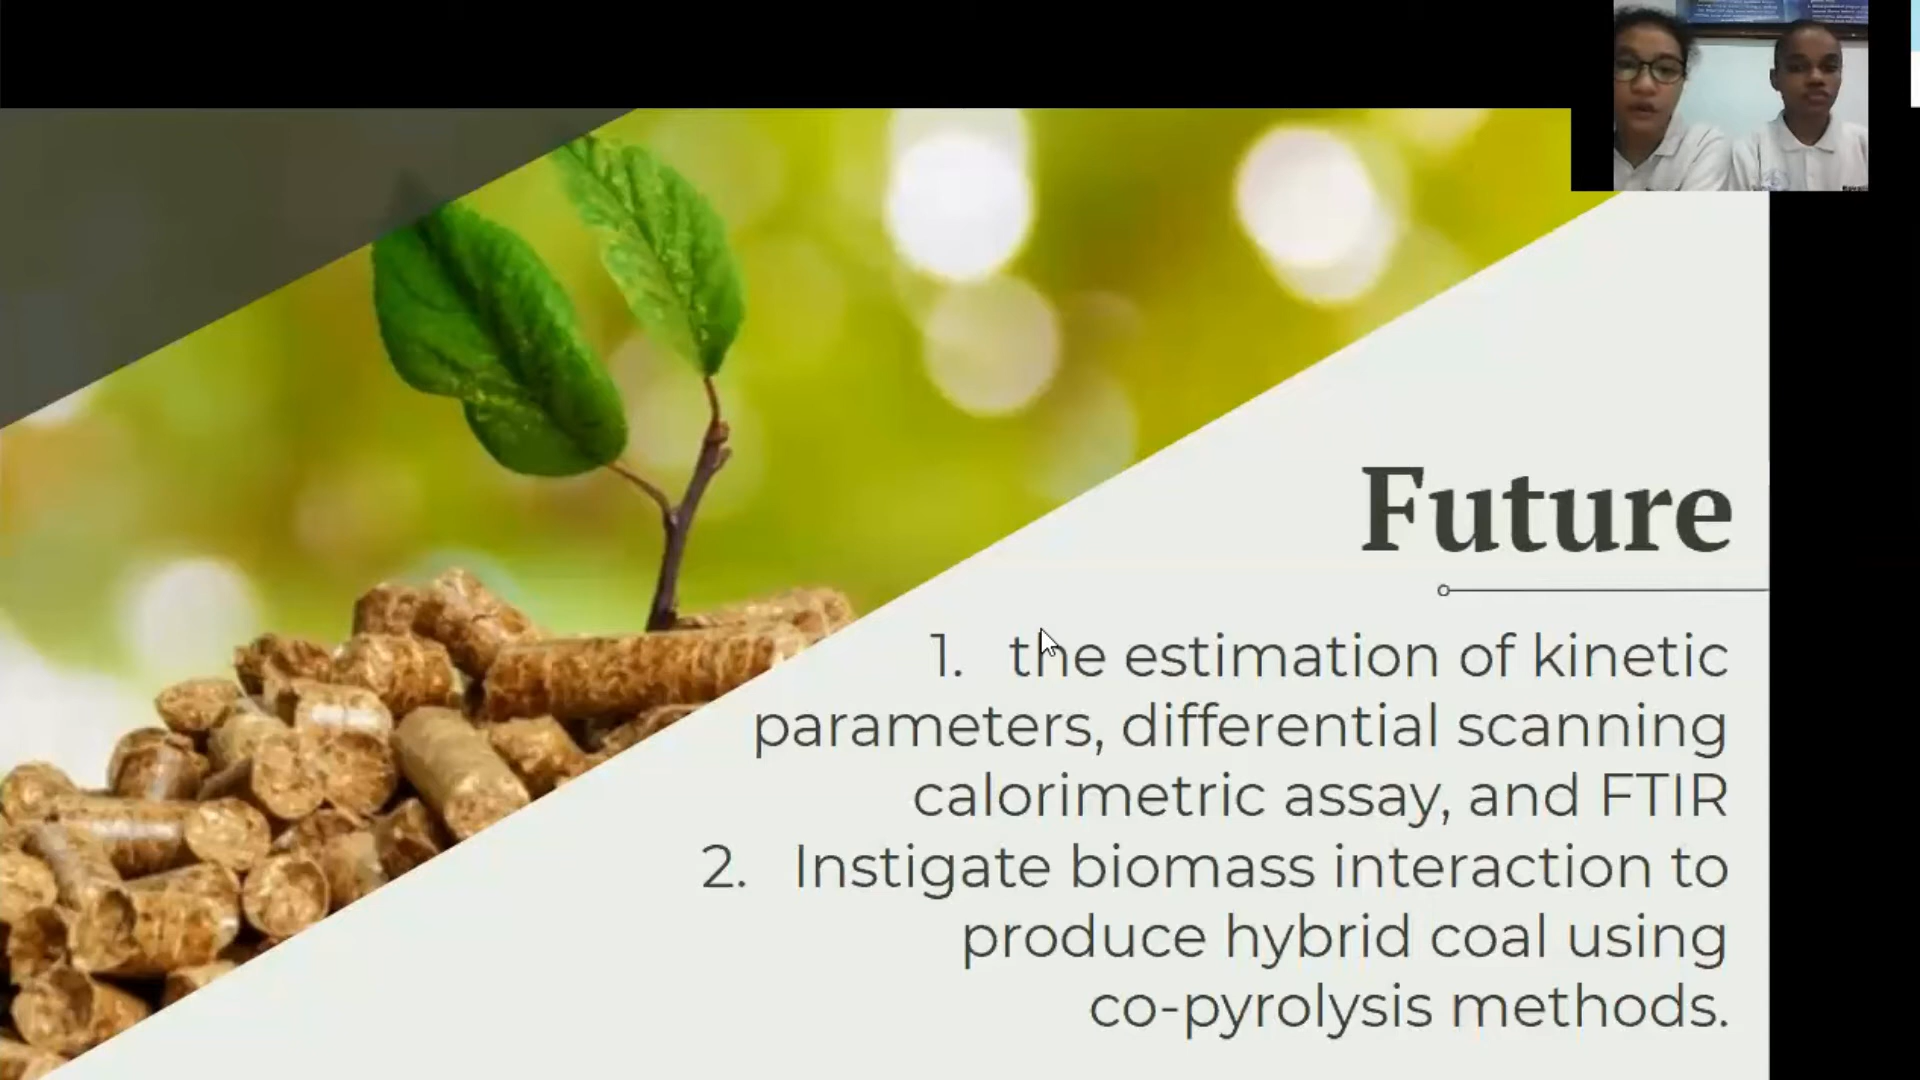 Future
1. the estimation of kinetic
parameters, differential scanning
calorimetric assay, and FTIR
2. Instigate biomass interaction to
produce hybrid coal using
co-pyrolysis methods.